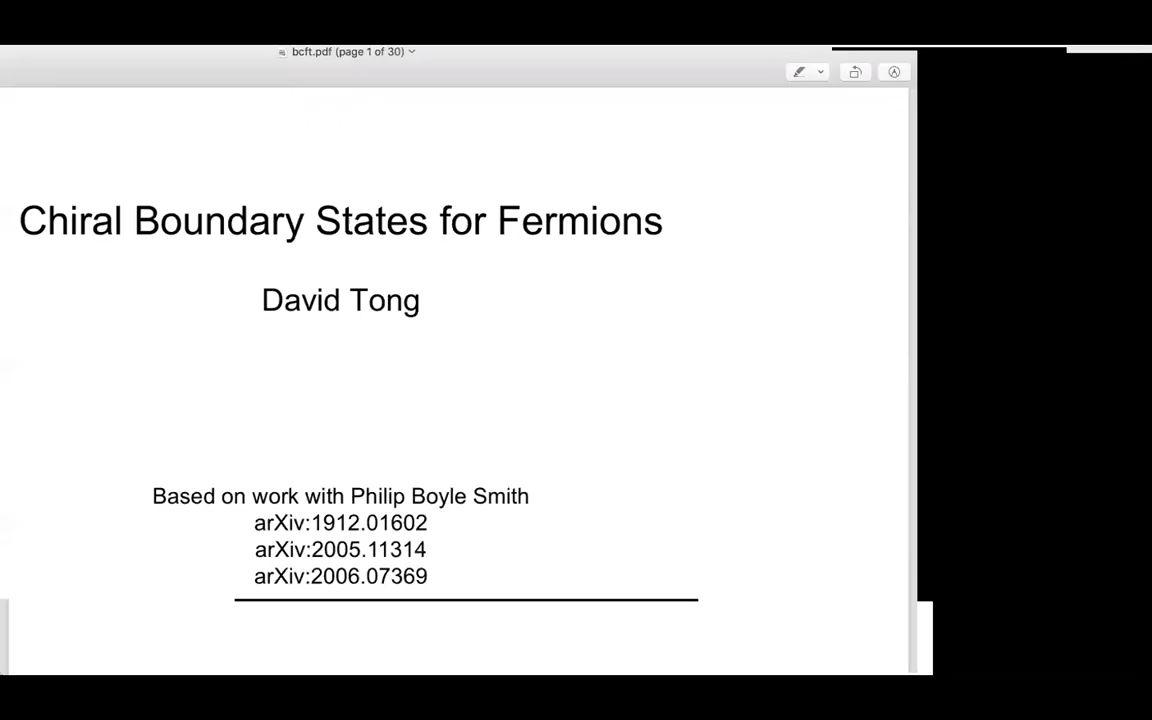 bcft.pdf (page 1 of 30)
Chiral Boundary States for Fermions
David Tong
Based on work with Philip Boyle Smith
arXiv:1912.01602
arXiv:2005.11314
arXiv:2006.07369